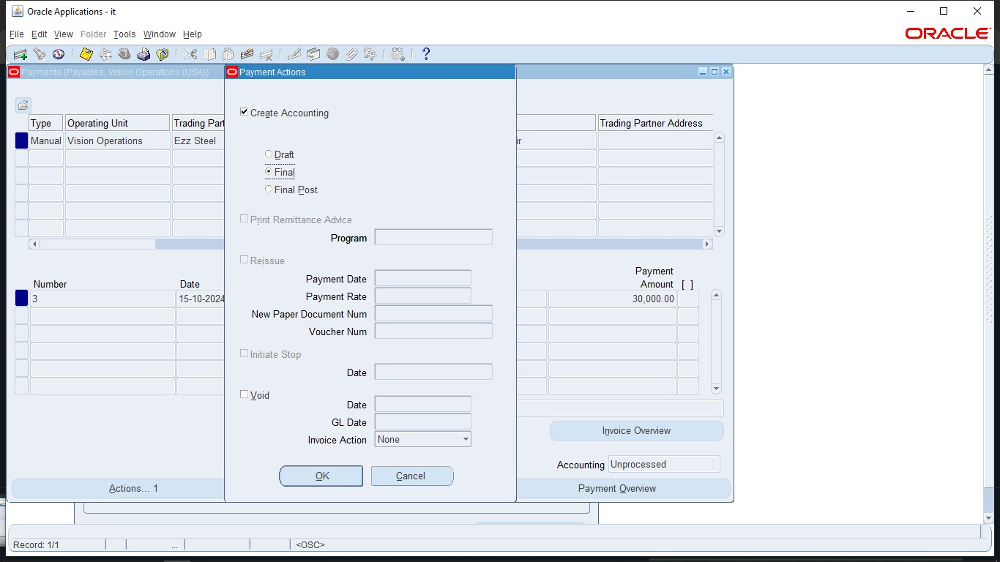 Oracle Applications - it
File Edit View Folder Tools Window Help
ORACLE
Payments (Payables, Vision Operations (USA))
Type Operating Unit Trading Part
Manual Vision Operations Ezz Steel
Number Date
3 15-10-2024
Actions... 1
Payment Actions
Create Accounting
Draft
Final
Final Post
Print Remittance Advice
Program
Reissue
Payment Date
Payment Rate
New Paper Document Num
Voucher Num
Initiate Stop
Date
Void
Date
GL Date
Invoice Action None
OK Cancel
Trading Partner Address
ir
Payment
Amount [ ]
30,000.00
Invoice Overview
Accounting Unprocessed
Payment Overview
Record: 1/1 ... <OSC>